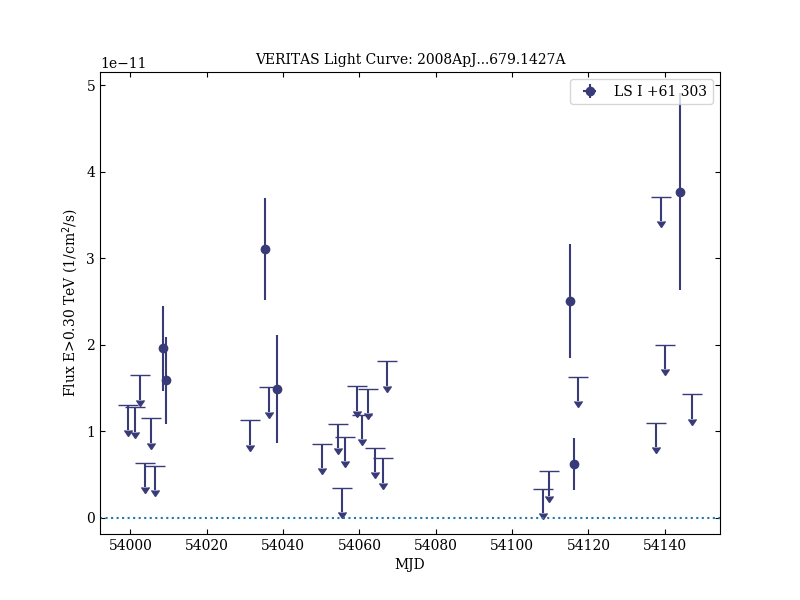 VERITAS Light Curve: 2008ApJ...679.1427A
1e−11
LS I +61 303
5
4
3
2
1
0
Flux E>0.30 TeV (1/cm²/s)
54000 54020 54040 54060 54080 54100 54120 54140
MJD